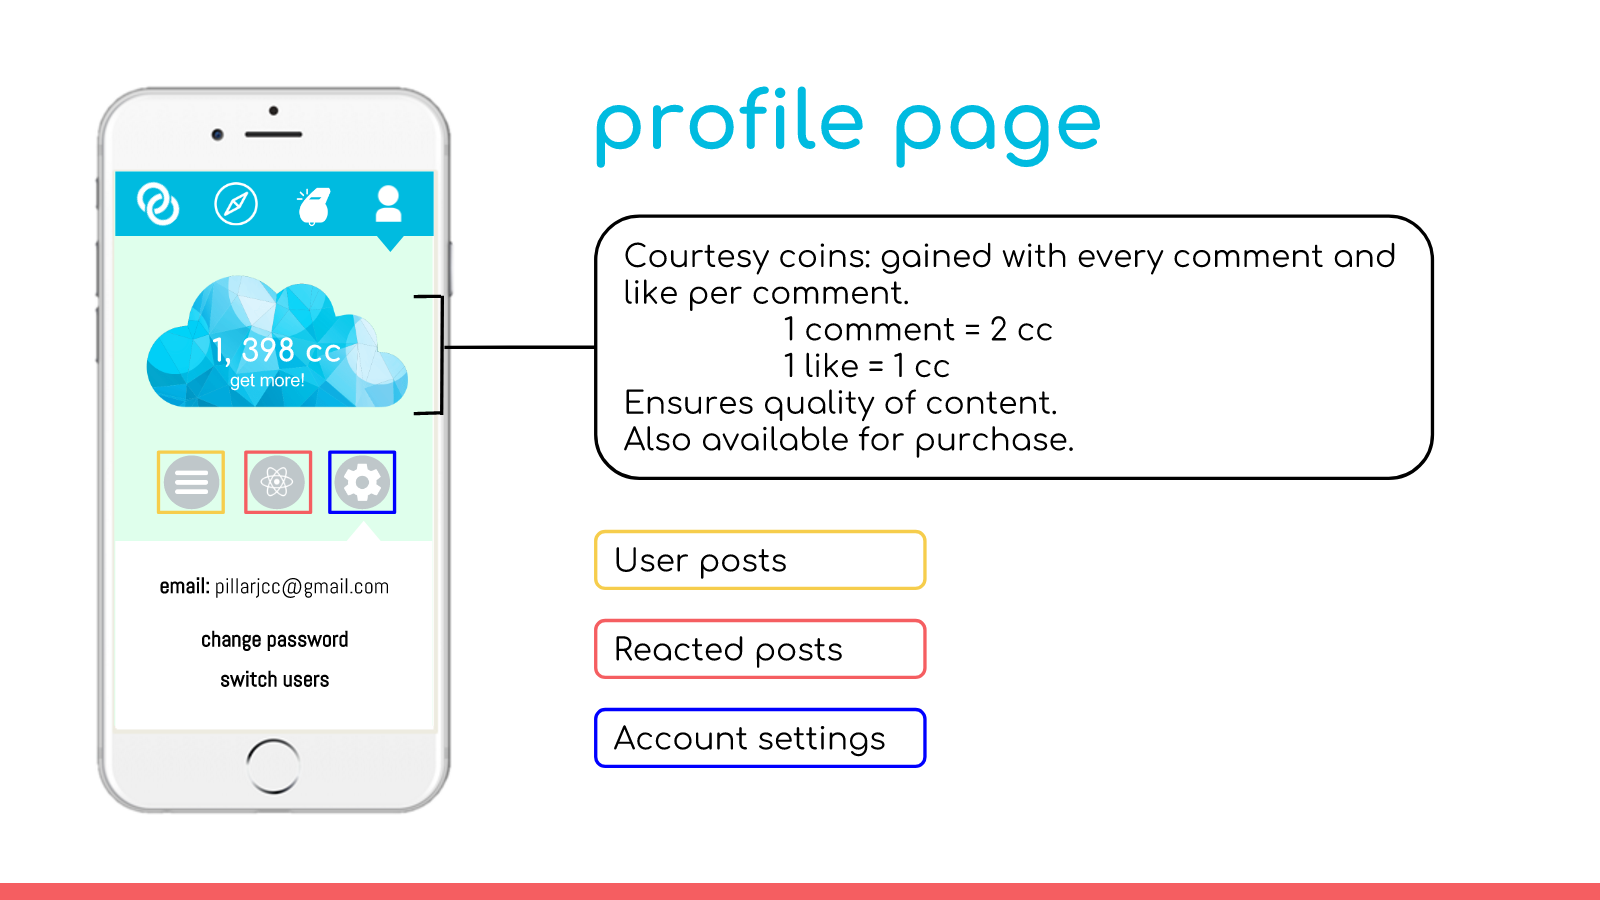 profile page
1, 398 cc
get more!
email: pillarjcc@gmail.com
change password
switch users
Courtesy coins: gained with every comment and
like per comment.
1 comment = 2 cc
1 like = 1 cc
Ensures quality of content.
Also available for purchase.
User posts
Reacted posts
Account settings